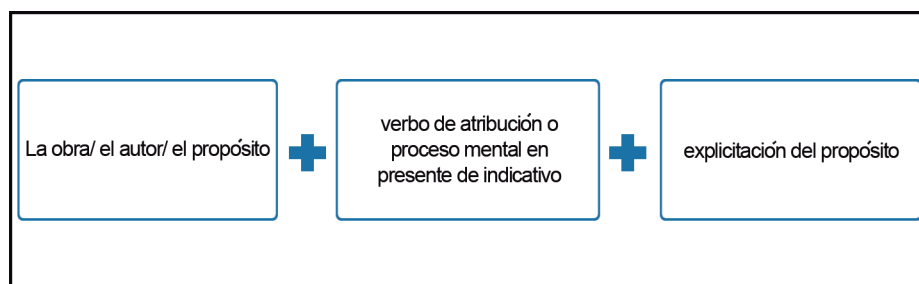 La obra/ el autor/ el propósito
verbo de atribución o
proceso mental en
presente de indicativo
explicitación del propósito